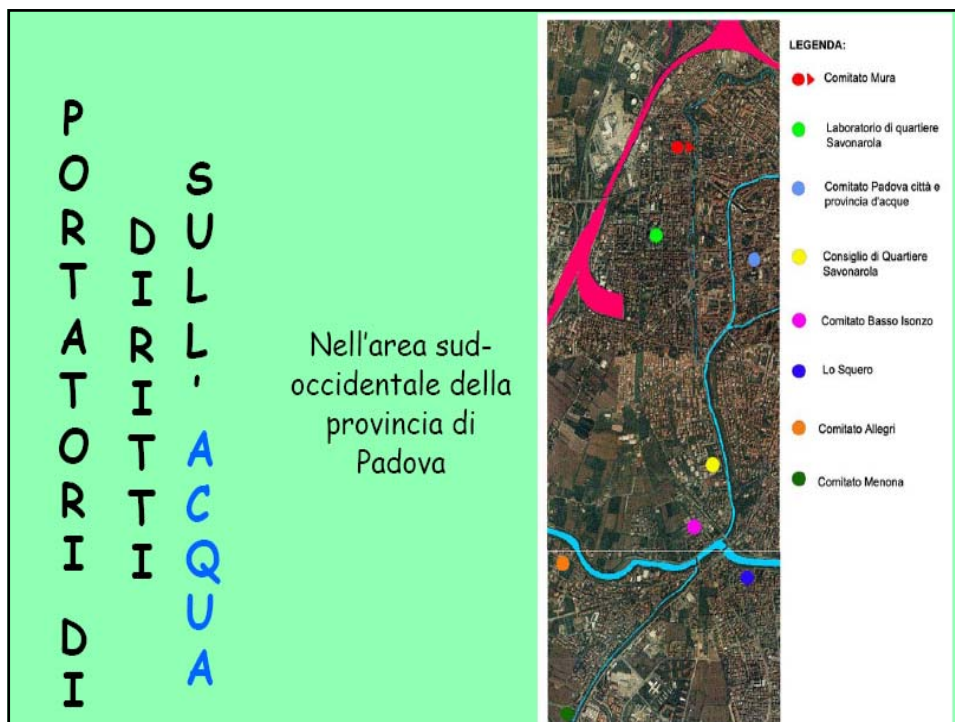 PORTATORI DI
DIRITTI
SULL' ACQUA
Nell'area sud-
occidentale della
provincia di
Padova
LEGENDA:
Comitato Mura
Laboratorio di quartiere
Savonarola
Comitato Padova città e
provincia d'acque
Consiglio di Quartiere
Savonarola
Comitato Basso Isonzo
Lo Squero
Comitato Allegri
Comitato Menona